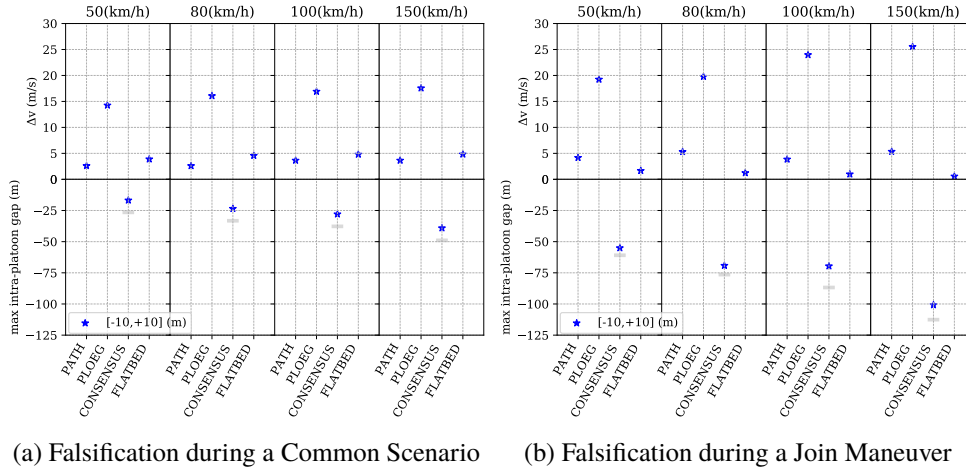 50(km/h) 80(km/h) 100(km/h) 150(km/h)
30
25
20
15
10
5
0
−25
−50
−75
−100
−125
Δv (m/s)
max intra-platoon gap (m)
[-10,+10] (m)
PATH PLOEG CONSENSUS FLATBED PATH PLOEG CONSENSUS FLATBED PATH PLOEG CONSENSUS FLATBED PATH PLOEG CONSENSUS FLATBED
(a) Falsification during a Common Scenario
50(km/h) 80(km/h) 100(km/h) 150(km/h)
30
25
20
15
10
5
0
−25
−50
−75
−100
−125
Δv (m/s)
max intra-platoon gap (m)
[-10,+10] (m)
PATH PLOEG CONSENSUS FLATBED PATH PLOEG CONSENSUS FLATBED PATH PLOEG CONSENSUS FLATBED PATH PLOEG CONSENSUS FLATBED
(b) Falsification during a Join Maneuver